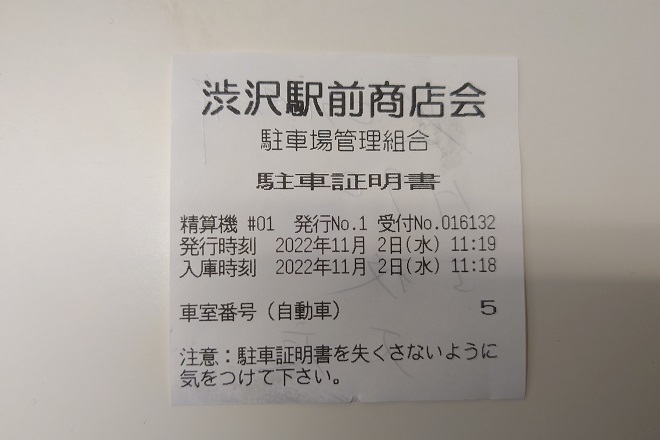 渋沢駅前商店会
駐車場管理組合
駐車証明書
精算機 #01 発行No.1 受付No.016132
発行時刻 2022年11月 2日(水) 11:19
入庫時刻 2022年11月 2日(水) 11:18
車室番号(自動車) 5
注意:駐車証明書を失くさないように
気をつけて下さい。